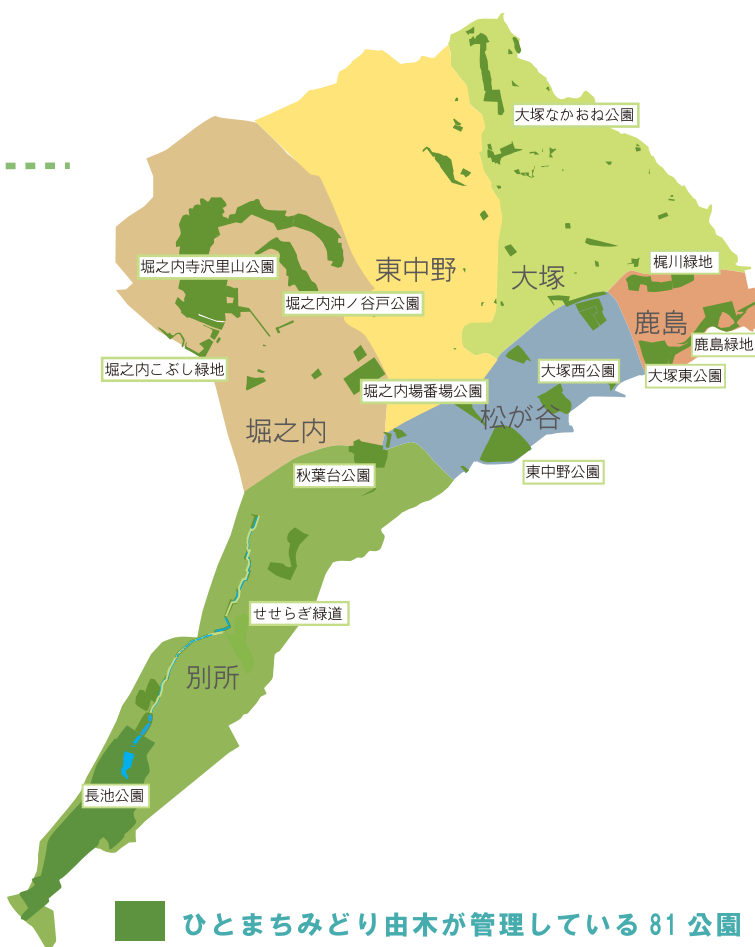 大塚なかおね公園
堀之内寺沢里山公園
東中野
大塚
梶川緑地
堀之内沖ノ谷戸公園
鹿島
鹿島緑地
堀之内こぶし緑地
大塚西公園
大塚東公園
堀之内場番場公園
堀之内
松が谷
秋葉台公園
東中野公園
せせらぎ緑道
別所
長池公園
ひとまちみどり由木が管理している 81 公園